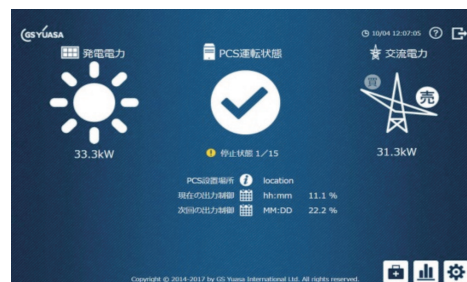 GS YUASA
10/04 12:07:05 ?
発電電力
PCS運転状態
交流電力
買
売
33.3kW
! 停止状態 1/15
31.3kW
PCS設置場所 i location
現在の出力制御 hh:mm 11.1 %
次回の出力制御 MM:DD 22.2 %
Copyright © 2014-2017 by GS Yuasa International Ltd. All rights reserved.